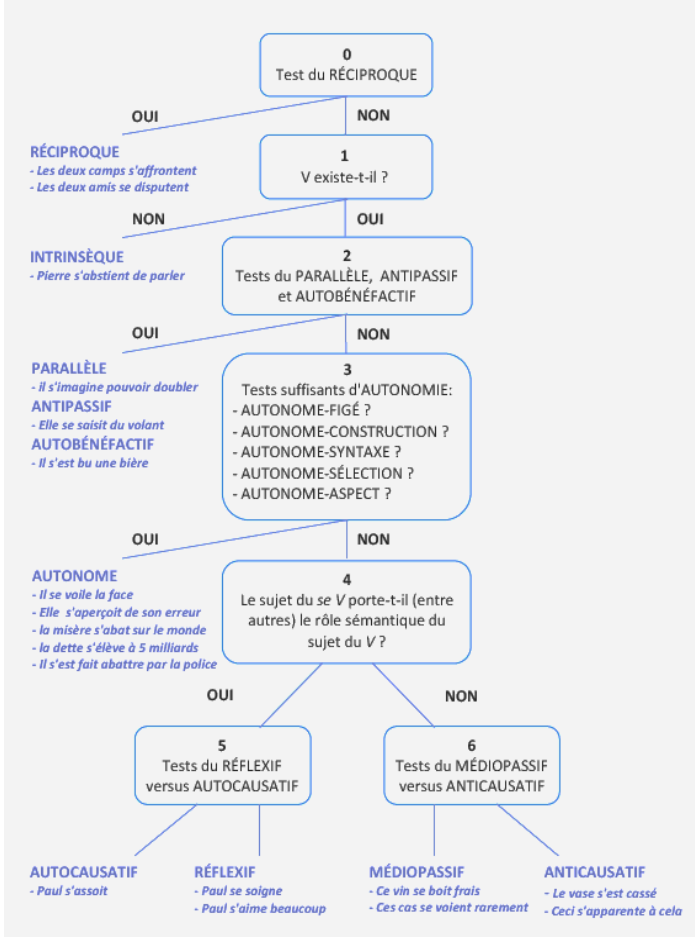 0
Test du RÉCIPROQUE
OUI
NON
RÉCIPROQUE
- Les deux camps s'affrontent
- Les deux amis se disputent
1
V existe-t-il ?
NON
OUI
INTRINSÈQUE
- Pierre s'abstient de parler
2
Tests du PARALLÈLE, ANTIPASSIF
et AUTOBÉNÉFACTIF
OUI
NON
PARALLÈLE
- il s'imagine pouvoir doubler
ANTIPASSIF
- Elle se saisit du volant
AUTOBÉNÉFACTIF
- Il s'est bu une bière
3
Tests suffisants d'AUTONOMIE:
- AUTONOME-FIGÉ ?
- AUTONOME-CONSTRUCTION ?
- AUTONOME-SYNTAXE ?
- AUTONOME-SÉLECTION ?
- AUTONOME-ASPECT ?
OUI
NON
AUTONOME
- Il se voile la face
- Elle s'aperçoit de son erreur
- la misère s'abat sur le monde
- la dette s'élève à 5 milliards
- Il s'est fait abattre par la police
4
Le sujet du se V porte-t-il (entre
autres) le rôle sémantique du
sujet du V ?
OUI
NON
5
Tests du RÉFLEXIF
versus AUTOCAUSATIF
6
Tests du MÉDIOPASSIF
versus ANTICAUSATIF
AUTOCAUSATIF
- Paul s'assoit
RÉFLEXIF
- Paul se soigne
- Paul s'aime beaucoup
MÉDIOPASSIF
- Ce vin se boit frais
- Ces cas se voient rarement
ANTICAUSATIF
- Le vase s'est cassé
- Ceci s'apparente à cela